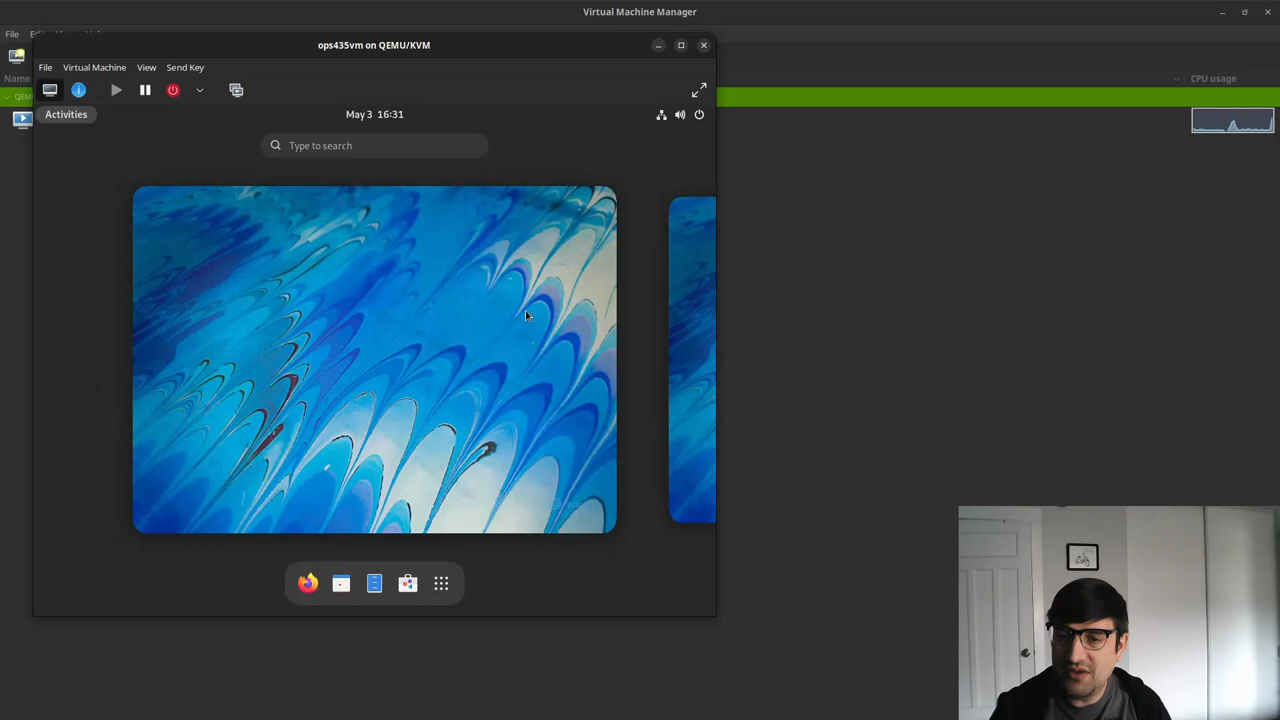 Virtual Machine Manager
File
ops435vm on QEMU/KVM
Name
CPU usage
File Virtual Machine View Send Key
Activities
May 3 16:31
Type to search